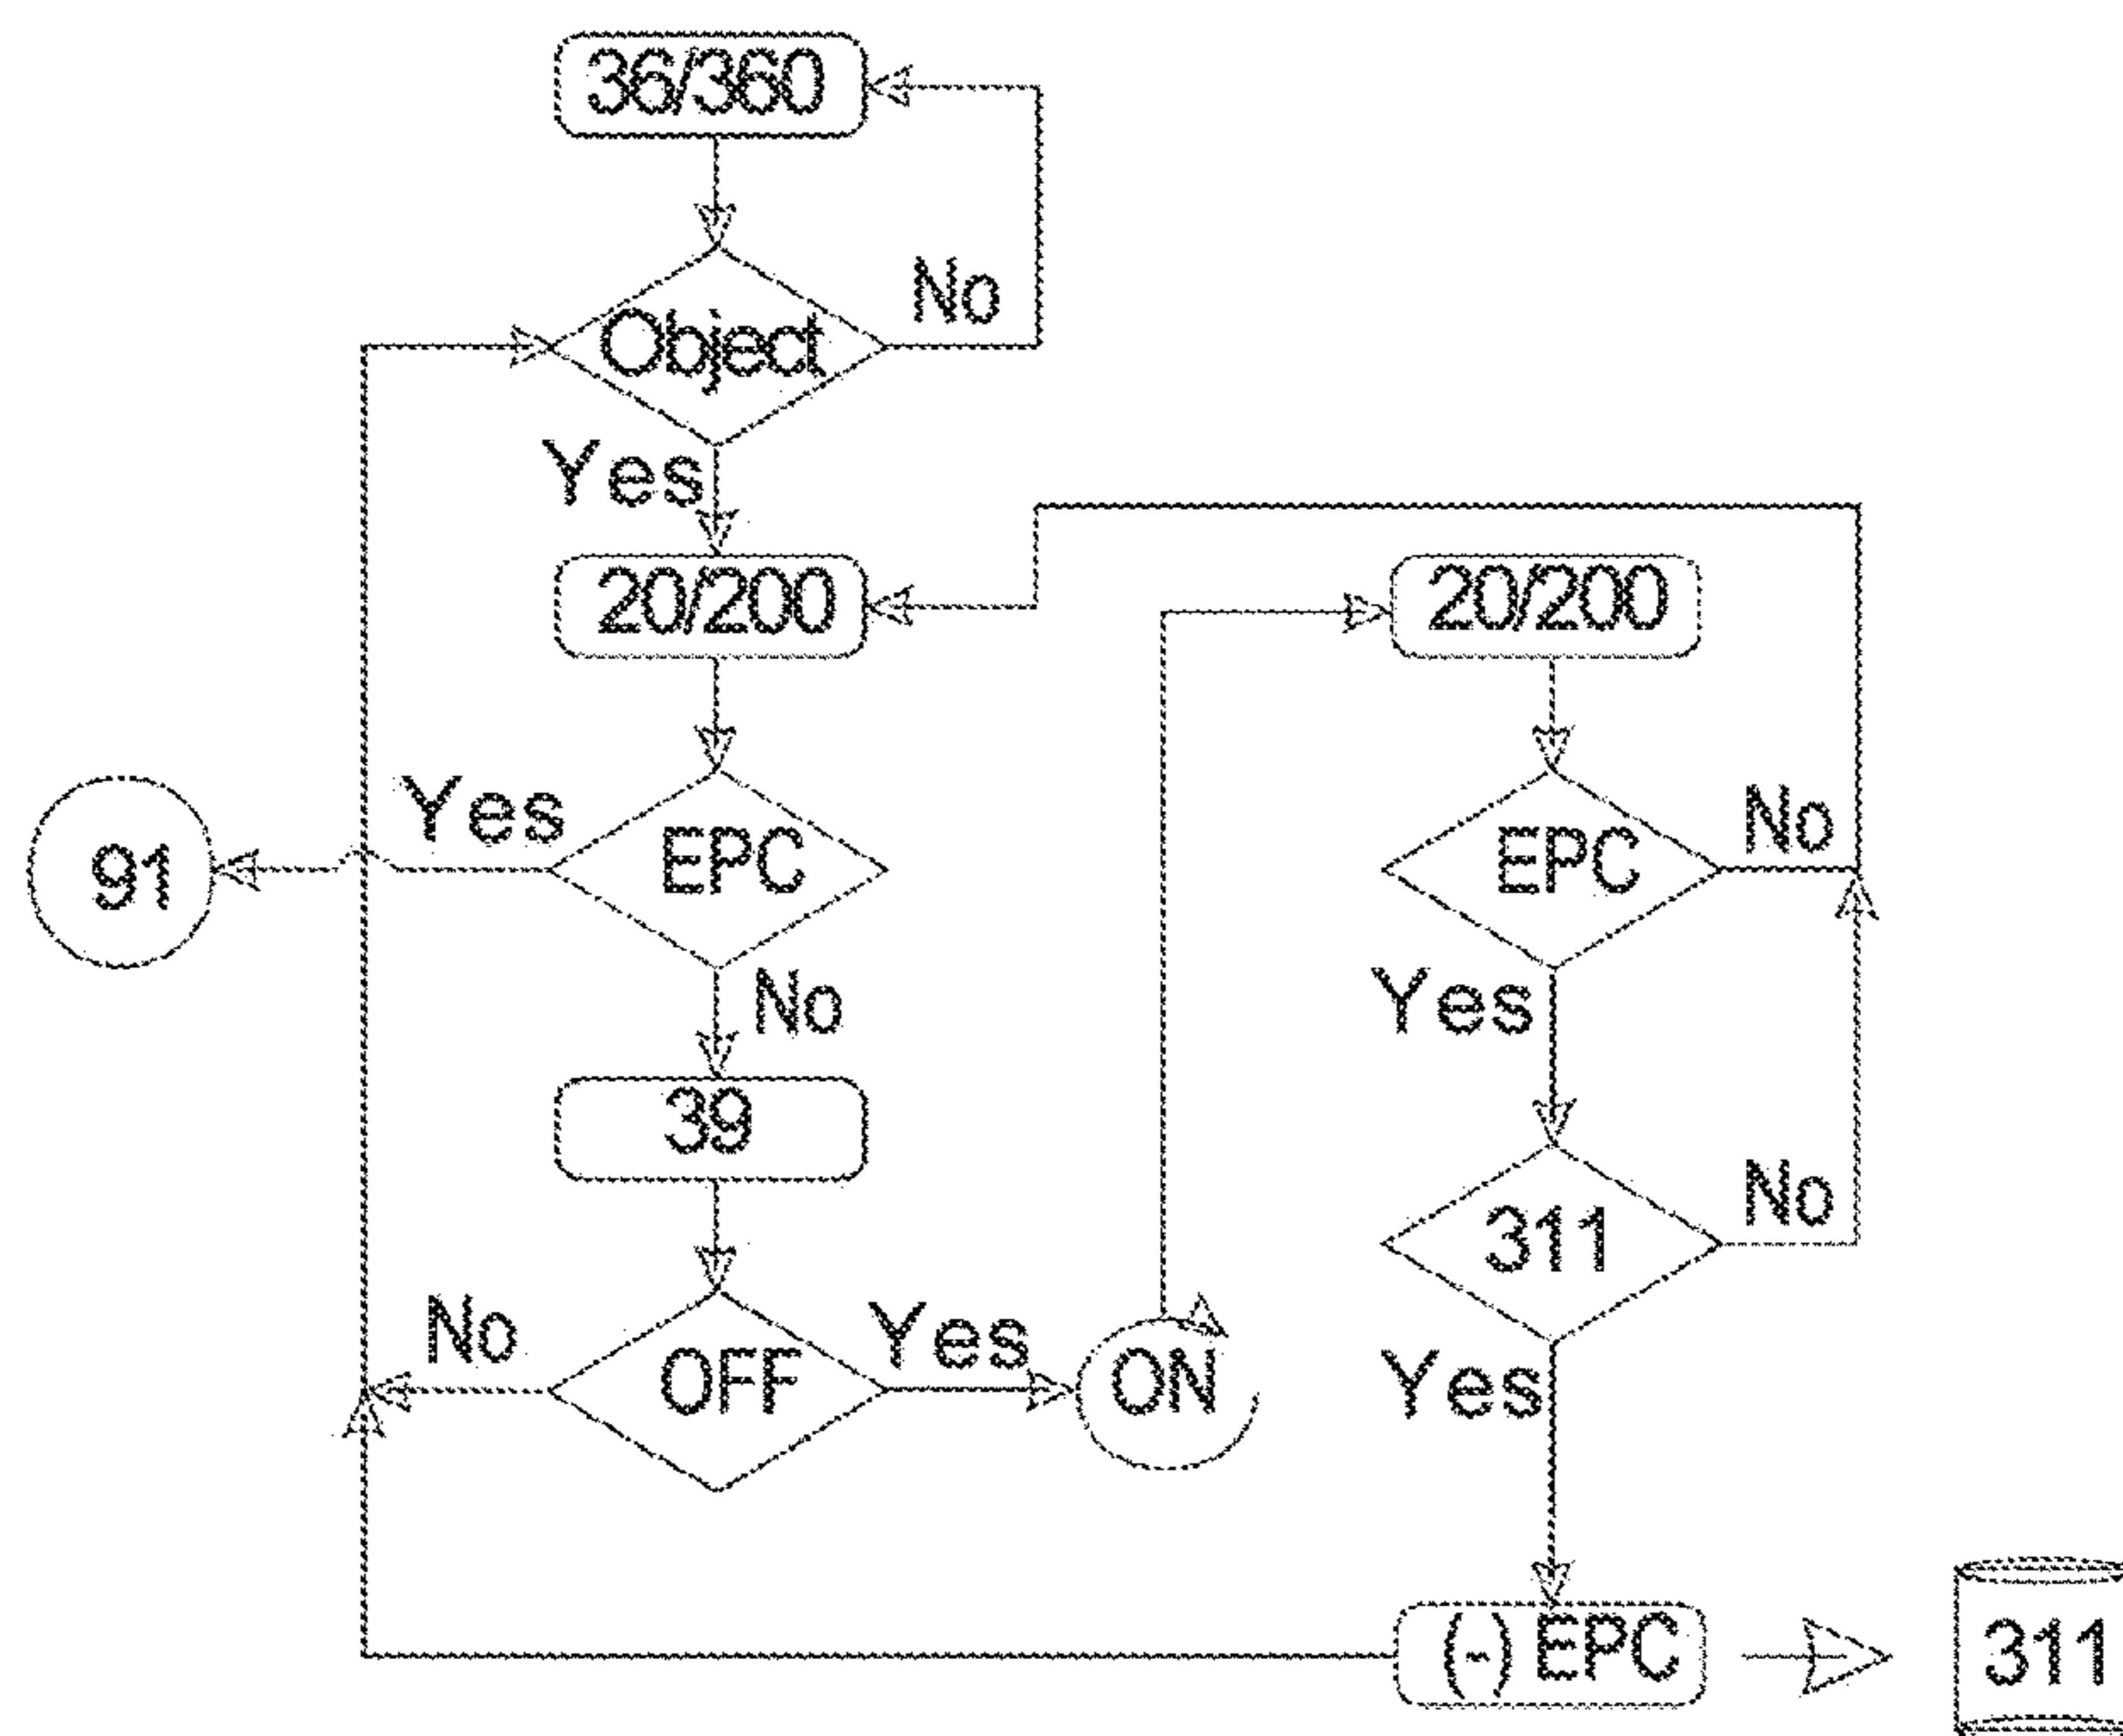 36/360
No
Object
Yes
20/200
20/200
Yes
No
91
EPC
EPC
No
Yes
39
No
311
No
Yes
OFF
ON
Yes
(-) EPC
311